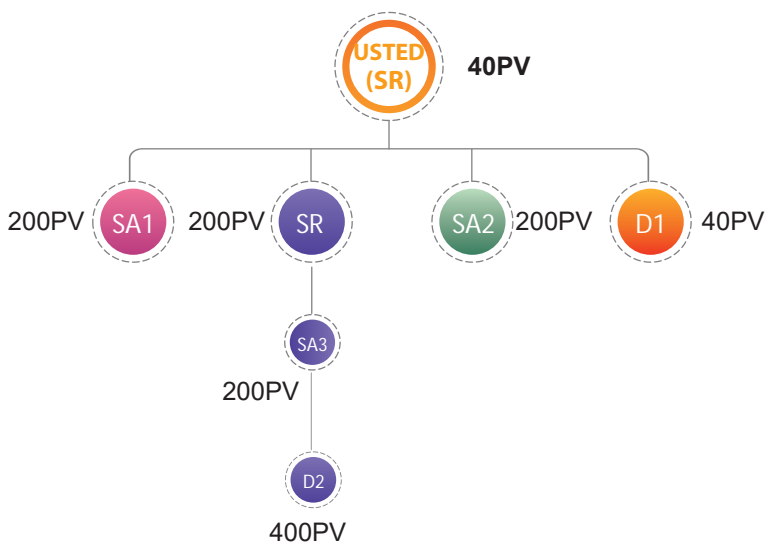 USTED
(SR)
40PV
200PV
SA1
200PV
SR
SA2
200PV
D1
40PV
SA3
200PV
D2
400PV